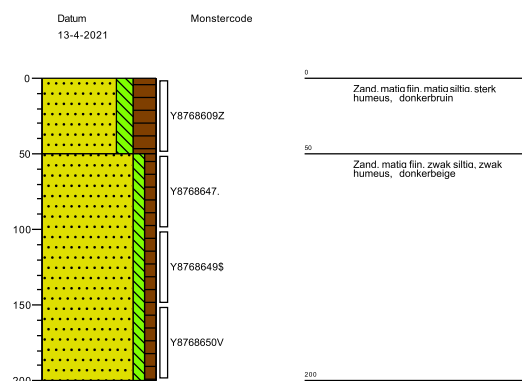 Datum Monstercode
13-4-2021
0 0
Zand, matig fijn, matig siltig, sterk
humeus, donkerbruin
Y8768609Z
50 50
Zand, matig fijn, zwak siltig, zwak
humeus, donkerbeige
Y8768647.
100
Y8768649$
150
Y8768650V
200 200